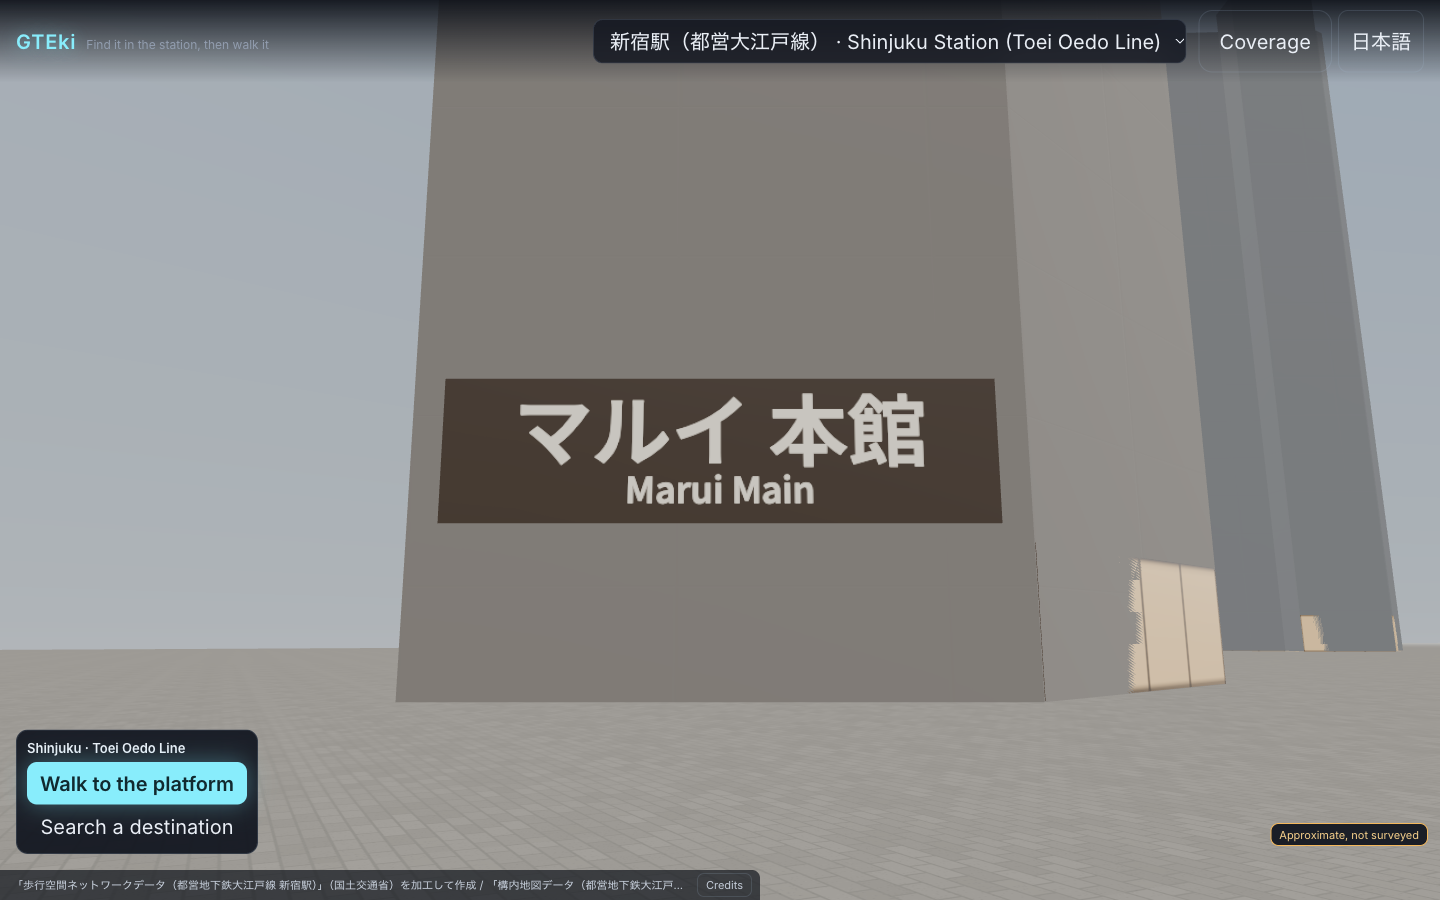 GTEki Find it in the station, then walk it
新宿駅（都営大江戸線） · Shinjuku Station (Toei Oedo Line)
Coverage
日本語
マルイ 本館
Marui Main
Shinjuku · Toei Oedo Line
Walk to the platform
Search a destination
Approximate, not surveyed
「歩行空間ネットワークデータ（都営地下鉄大江戸線 新宿駅）」（国土交通省）を加工して作成 / 「構内地図データ（都営地下鉄大江戸...
Credits